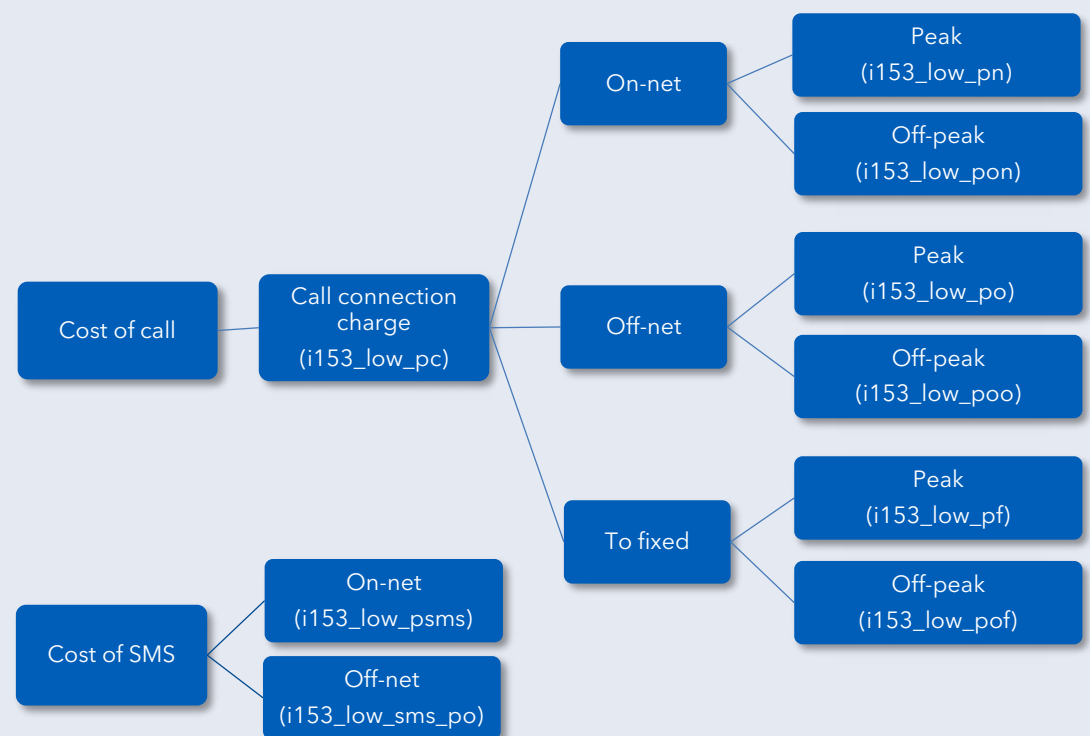 Cost of call
Call connection
charge
(i153_low_pc)
On-net
Peak
(i153_low_pn)
Off-peak
(i153_low_pon)
Off-net
Peak
(i153_low_po)
Off-peak
(i153_low_poo)
To fixed
Peak
(i153_low_pf)
Off-peak
(i153_low_pof)
Cost of SMS
On-net
(i153_low_psms)
Off-net
(i153_low_sms_po)